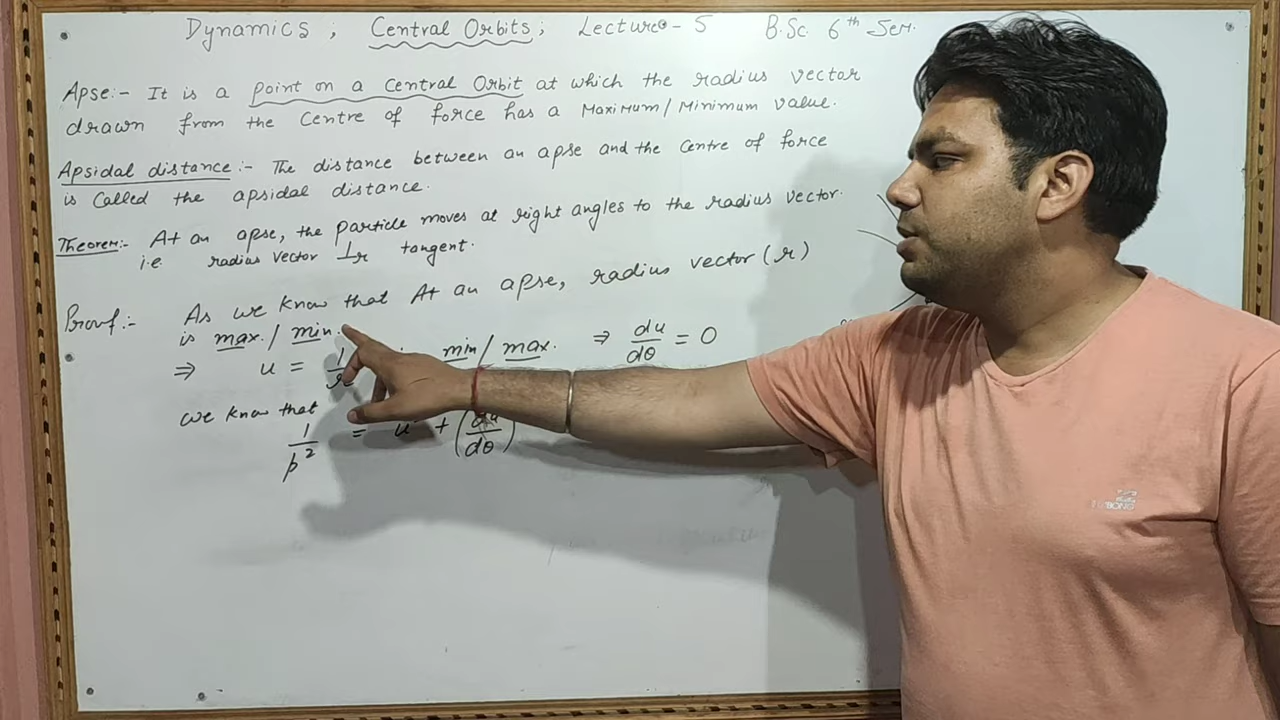 Dynamics ; Central Orbits ; Lecture - 5 B.Sc. 6th Sem.
Apse:- It is a point on a Central Orbit at which the radius vector
drawn from the Centre of force has a Maximum/Minimum value.
Apsidal distance:- The distance between an apse and the Centre of force
is Called the apsidal distance.
Theorem:- At an apse, the particle moves at right angles to the radius vector.
i.e. radius vector ⊥r tangent.
Proof:- As we know that At an apse, radius vector (r)
is max./min.
⇒ u = 1/r min/max. ⇒ du/dθ = 0
we know that
1/p² = u + (du/dθ)
BONG